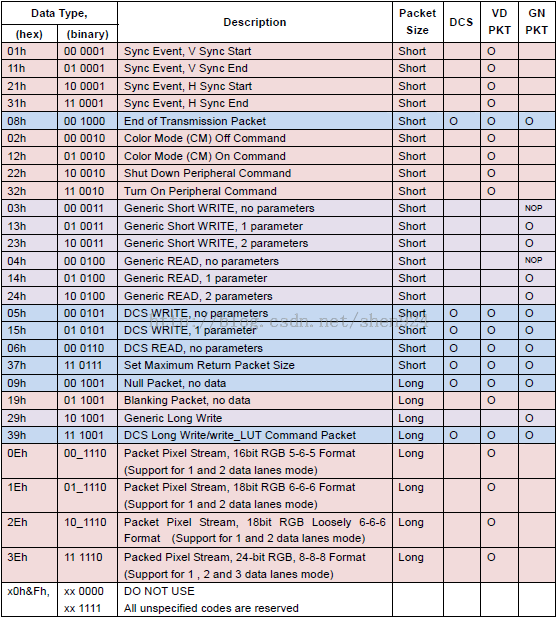 Data Type, Description Packet Size DCS VD PKT GN PKT
(hex) (binary)
01h 00 0001 Sync Event, V Sync Start Short O
11h 01 0001 Sync Event, V Sync End Short O
21h 10 0001 Sync Event, H Sync Start Short O
31h 11 0001 Sync Event, H Sync End Short O
08h 00 1000 End of Transmission Packet Short O O O
02h 00 0010 Color Mode (CM) Off Command Short O
12h 01 0010 Color Mode (CM) On Command Short O
22h 10 0010 Shut Down Peripheral Command Short O
32h 11 0010 Turn On Peripheral Command Short O
03h 00 0011 Generic Short WRITE, no parameters Short NOP
13h 01 0011 Generic Short WRITE, 1 parameter Short O
23h 10 0011 Generic Short WRITE, 2 parameters Short O
04h 00 0100 Generic READ, no parameters Short NOP
14h 01 0100 Generic READ, 1 parameter Short O
24h 10 0100 Generic READ, 2 parameters Short O
05h 00 0101 DCS WRITE, no parameters Short O O O
15h 01 0101 DCS WRITE, 1 parameter Short O O O
06h 00 0110 DCS READ, no parameters Short O O O
37h 11 0111 Set Maximum Return Packet Size Short O O O
09h 00 1001 Null Packet, no data Long O O O
19h 01 1001 Blanking Packet, no data Long O
29h 10 1001 Generic Long Write Long O
39h 11 1001 DCS Long Write/write_LUT Command Packet Long O O O
0Eh 00_1110 Packet Pixel Stream, 16bit RGB 5-6-5 Format Long O
(Support for 1 and 2 data lanes mode)
1Eh 01_1110 Packet Pixel Stream, 18bit RGB 6-6-6 Format Long O
(Support for 1 and 2 data lanes mode)
2Eh 10_1110 Packet Pixel Stream, 18bit RGB Loosely 6-6-6 Long O
Format (Support for 1 and 2 data lanes mode)
3Eh 11 1110 Packed Pixel Stream, 24-bit RGB, 8-8-8 Format Long O
(Support for 1 , 2 and 3 data lanes mode)
x0h&Fh, xx 0000 DO NOT USE
xx 1111 All unspecified codes are reserved